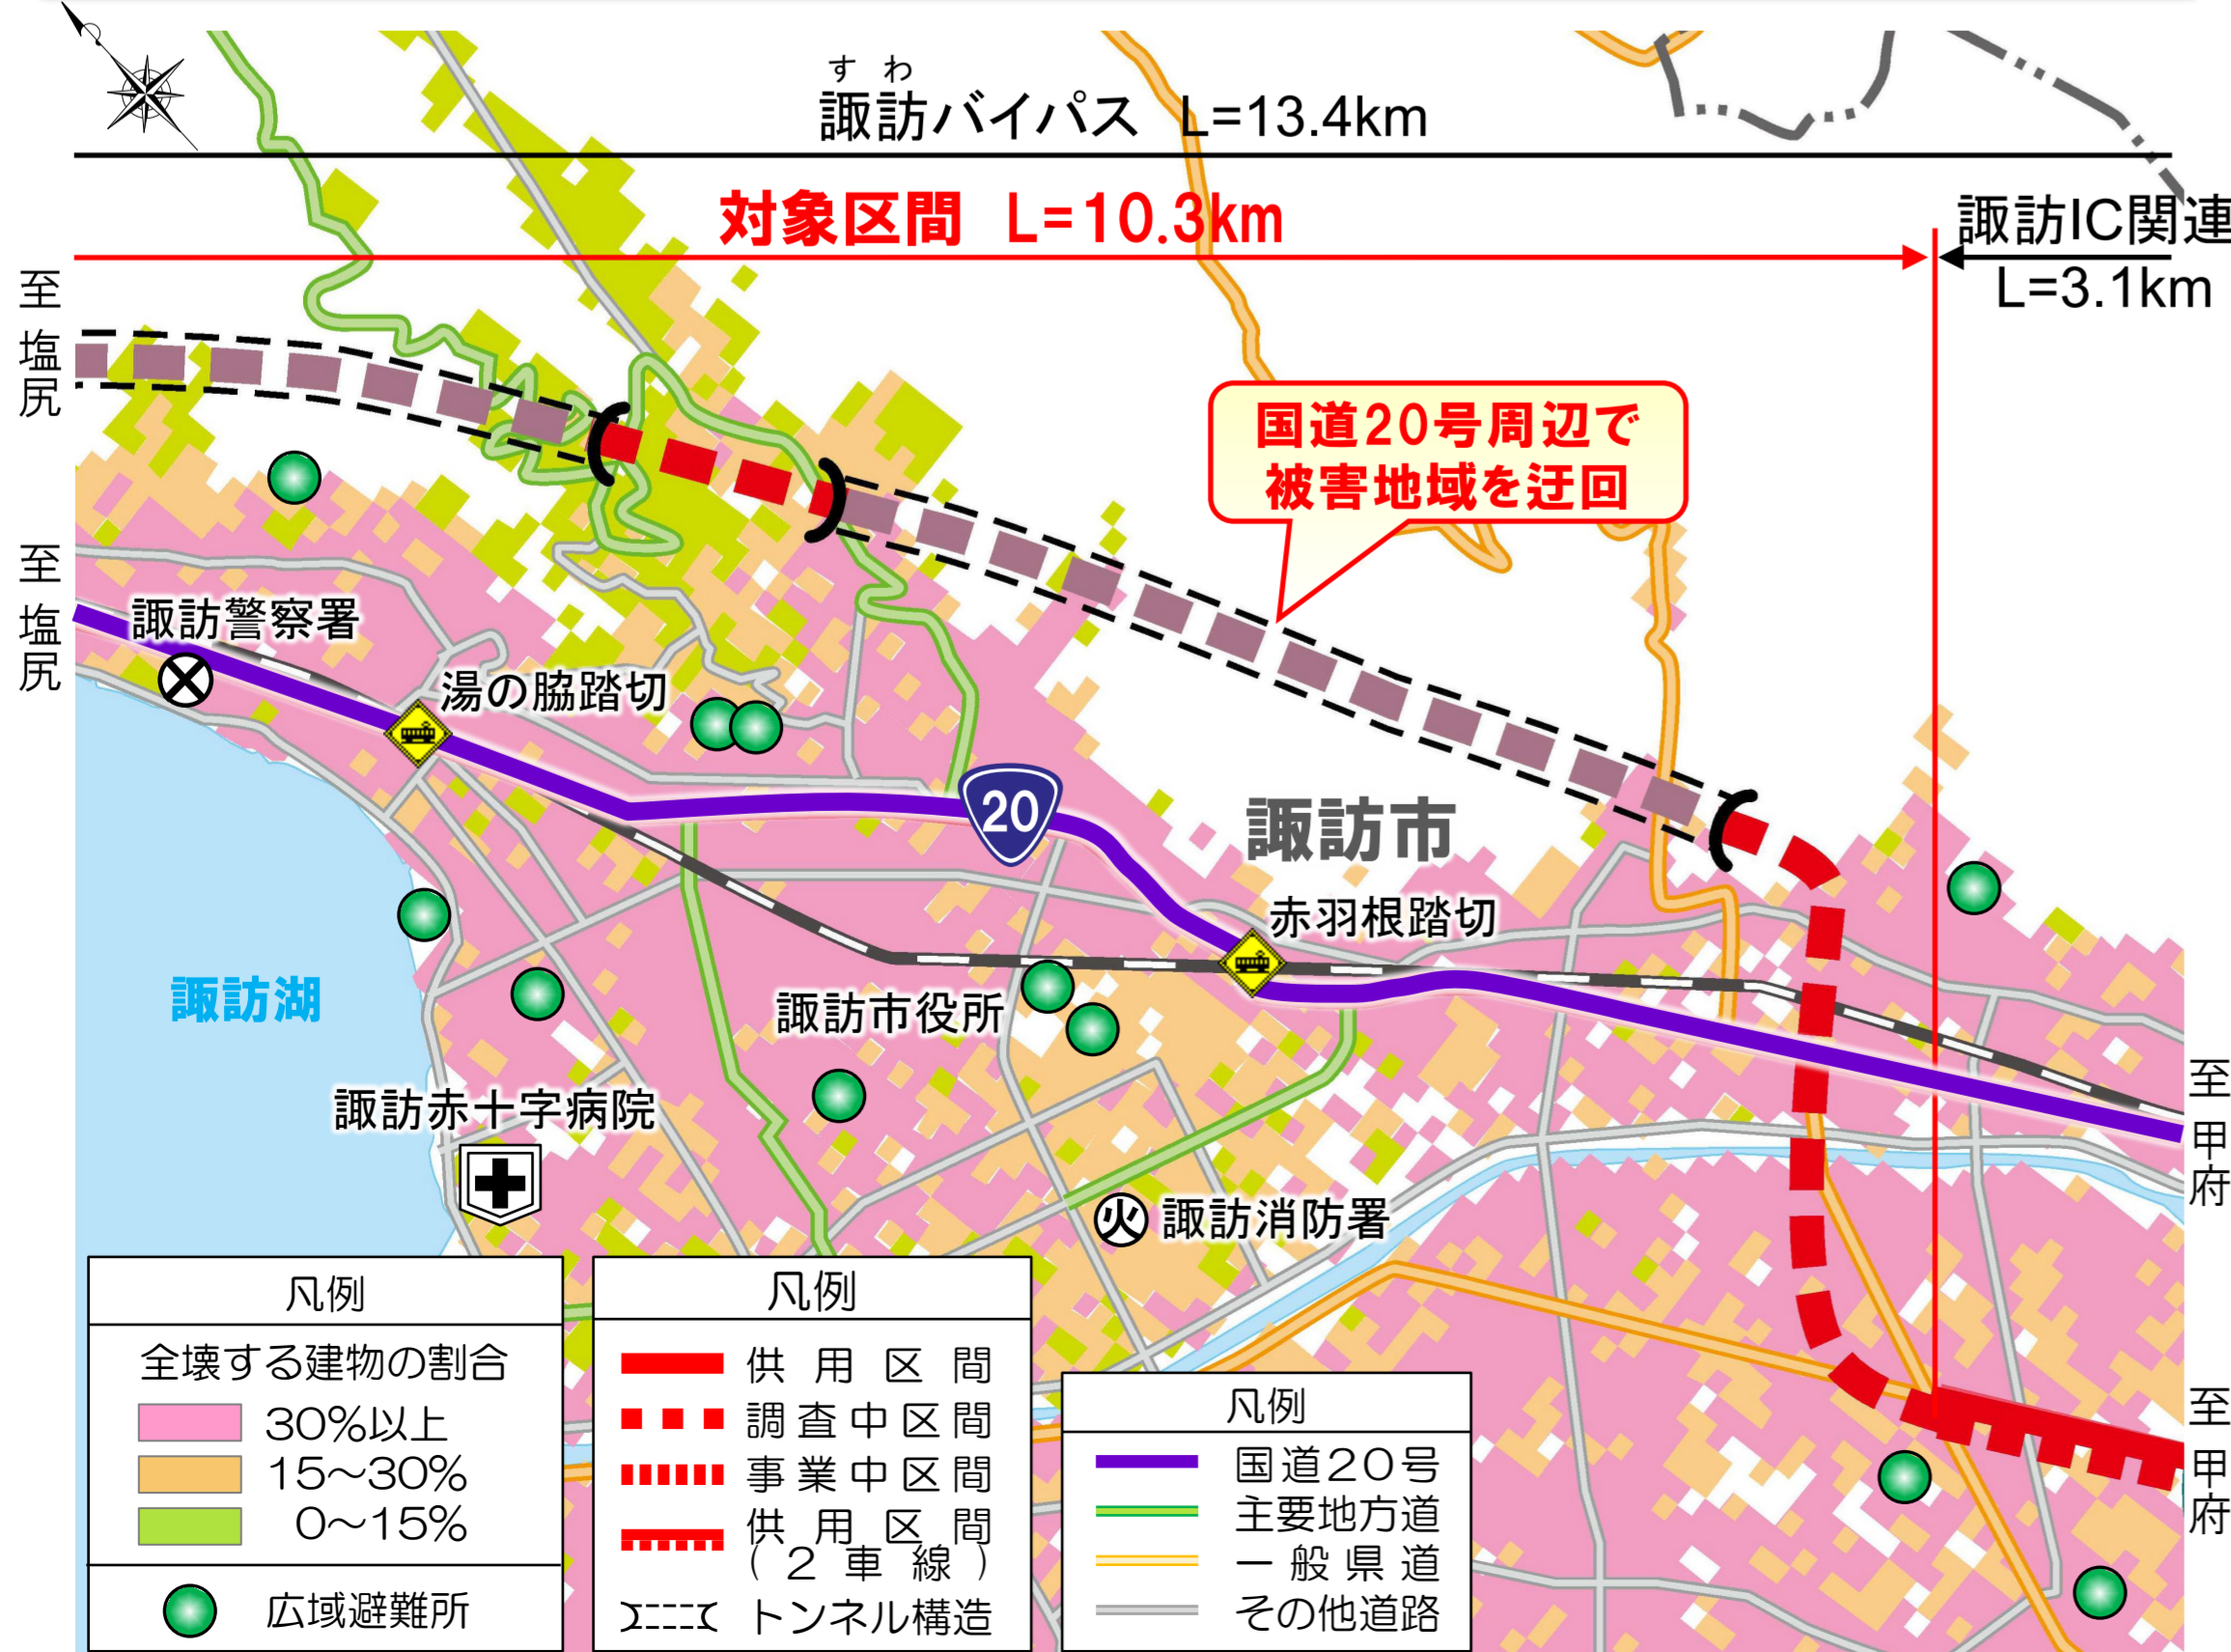 すわ
諏訪バイパス L=13.4km
対象区間 L=10.3km
諏訪IC関連
L=3.1km
至塩尻
国道20号周辺で
被害地域を迂回
至塩尻
諏訪警察署
湯の脇踏切
20
諏訪市
赤羽根踏切
諏訪湖
諏訪市役所
諏訪赤十字病院
火 諏訪消防署
至甲府
至甲府
凡例
全壊する建物の割合
30%以上
15～30%
0～15%
広域避難所
凡例
供用区間
調査中区間
事業中区間
供用区間
(2車線)
トンネル構造
凡例
国道20号
主要地方道
一般県道
その他道路